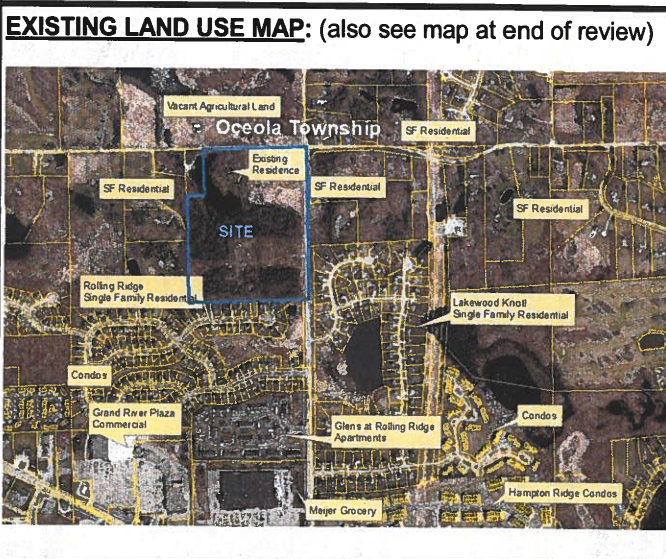 EXISTING LAND USE MAP: (also see map at end of review)
Vacant Agricultural Land
Oceola Township
SF Residential
Existing
Residence
SF Residential
SF Residential
SF Residential
SITE
Rolling Ridge
Single Family Residential
Lakewood Knoll
Single Family Residential
Condos
Grand River Plaza
Commercial
Glens at Rolling Ridge
Apartments
Condos
Hampton Ridge Condos
Meijer Grocery